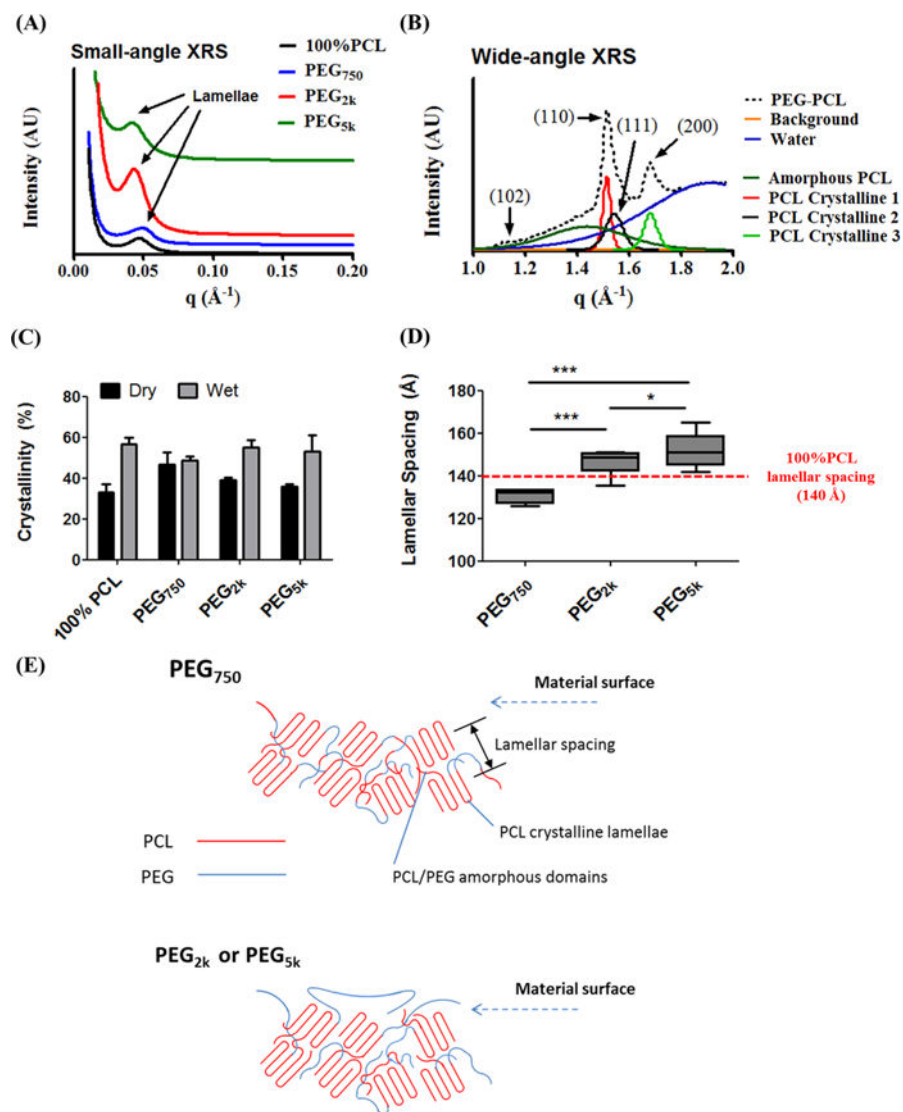 (A)
Small-angle XRS
100%PCL
PEG750
PEG2k
PEG5k
Lamellae
Intensity (AU)
0.00 0.05 0.10 0.15 0.20
q (Å-1)
(B)
Wide-angle XRS
(110)
(111)
(200)
(102)
PEG-PCL
Background
Water
Amorphous PCL
PCL Crystalline 1
PCL Crystalline 2
PCL Crystalline 3
Intensity (AU)
1.0 1.2 1.4 1.6 1.8 2.0
q (Å-1)
(C)
Dry Wet
Crystallinity (%)
80
60
40
20
0
100% PCL PEG750 PEG2k PEG5k
(D)
Lamellar Spacing (Å)
180
160
140
120
100
***
*** *
100%PCL
lamellar spacing
(140 Å)
PEG750 PEG2k PEG5k
(E)
PEG750
Material surface
Lamellar spacing
PCL crystalline lamellae
PCL/PEG amorphous domains
PCL
PEG
PEG2k or PEG5k
Material surface